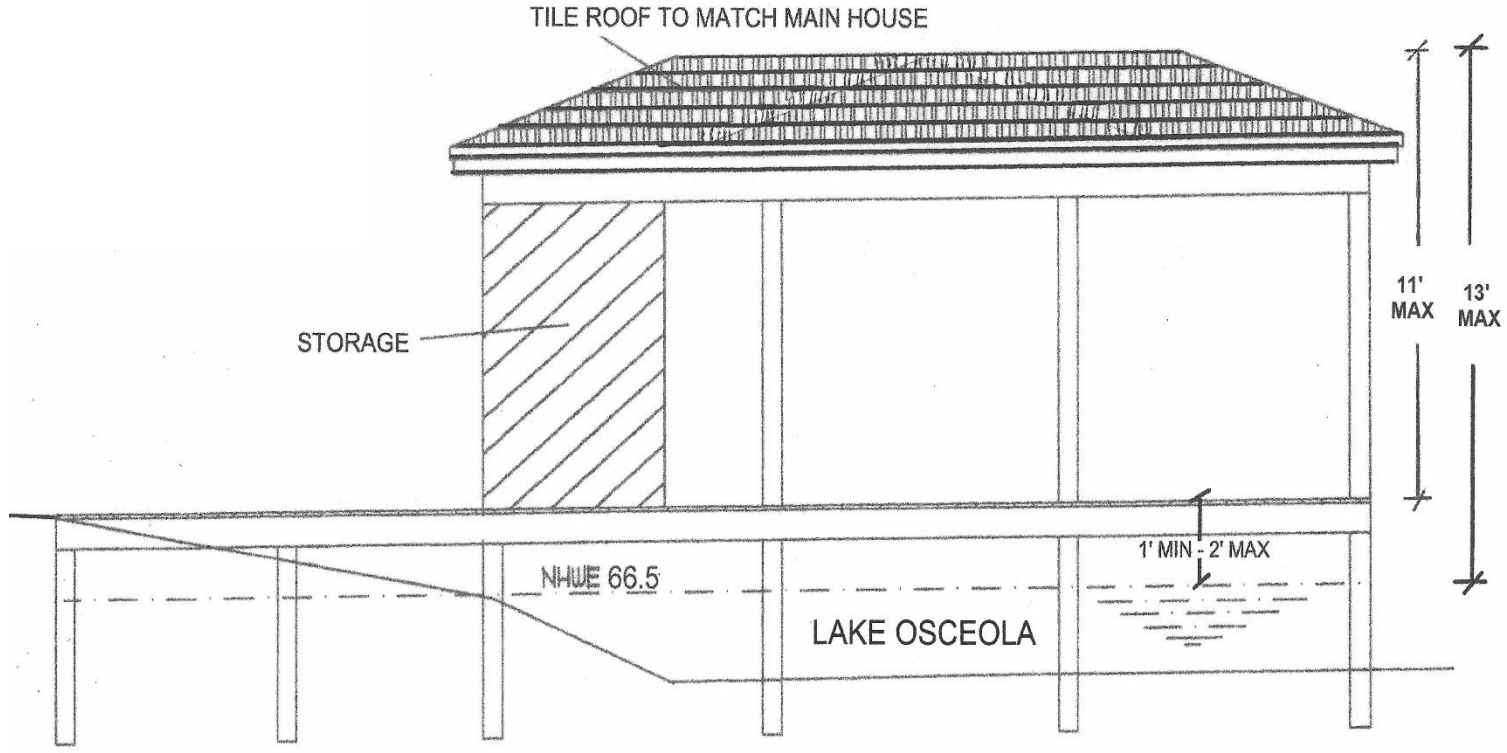 TILE ROOF TO MATCH MAIN HOUSE
11'
MAX
13'
MAX
STORAGE
1' MIN - 2' MAX
NHWE 66.5'
LAKE OSCEOLA